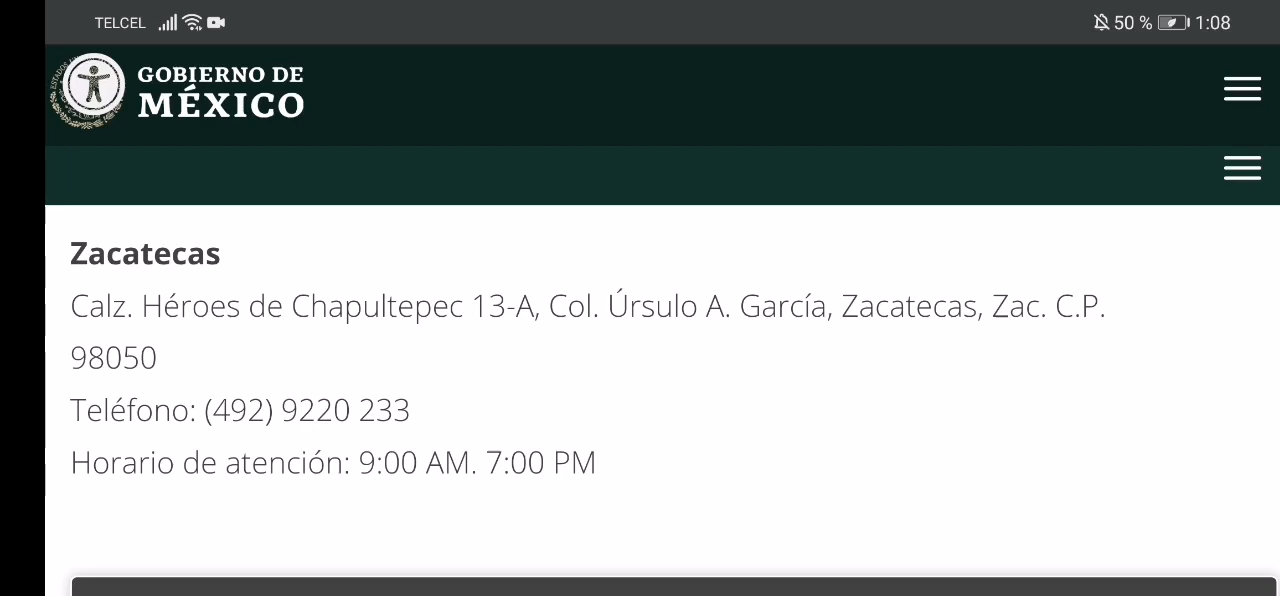 TELCEL 50 % 1:08
GOBIERNO DE
MÉXICO
Zacatecas
Calz. Héroes de Chapultepec 13-A, Col. Úrsulo A. García, Zacatecas, Zac. C.P.
98050
Teléfono: (492) 9220 233
Horario de atención: 9:00 AM. 7:00 PM